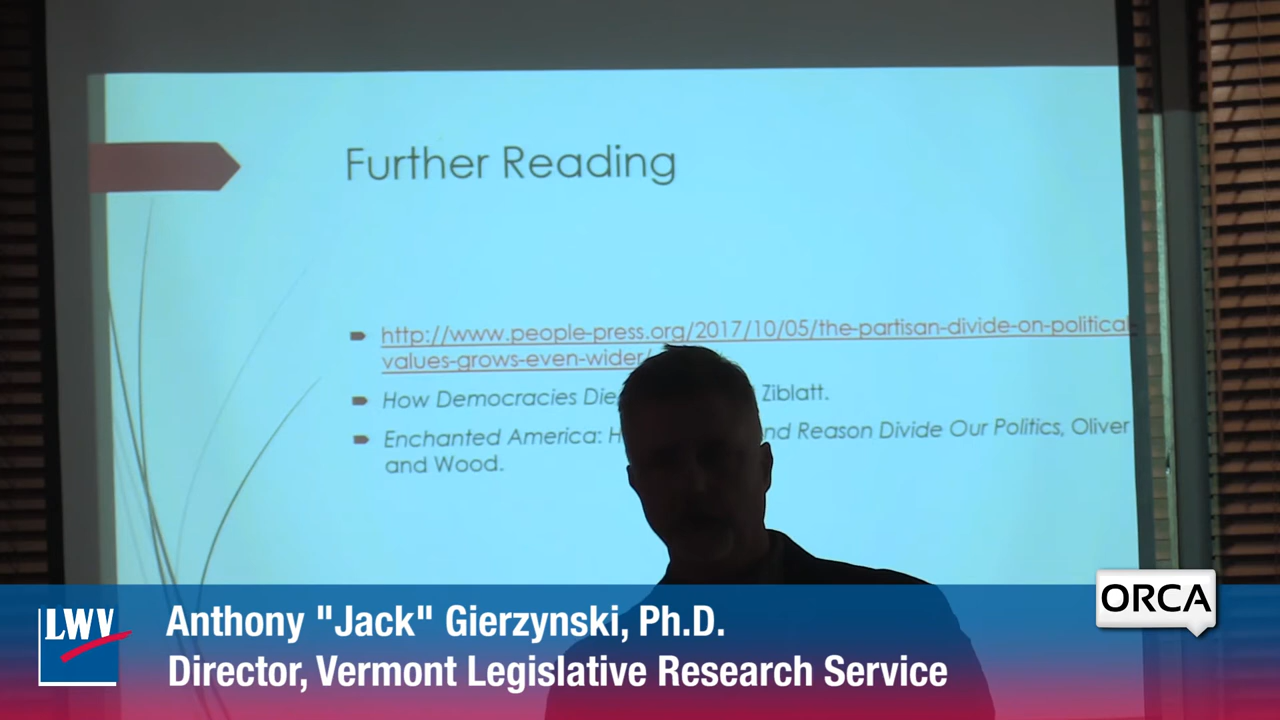 Further Reading
http://www.people-press.org/2017/10/05/the-partisan-divide-on-political-
values-grows-even-wider/
How Democracies Die Ziblatt.
Enchanted America: H nd Reason Divide Our Politics, Oliver
and Wood.
LWV
Anthony "Jack" Gierzynski, Ph.D.
Director, Vermont Legislative Research Service
ORCA